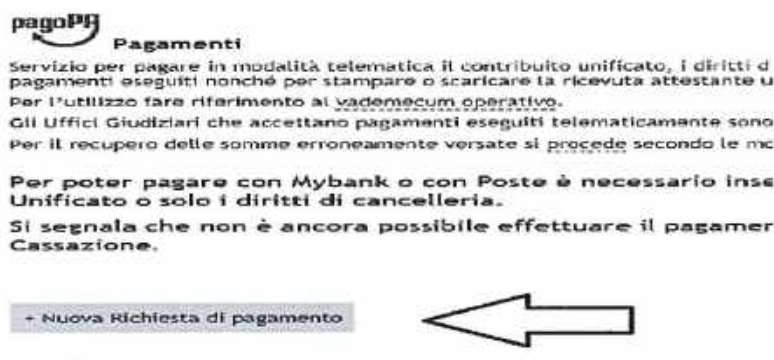 pagoPA
Pagamenti
Servizio per pagare in modalità telematica il contributo unificato, i diritti d
pagamenti eseguiti nonché per stampare o scaricare la ricevuta attestante u
Per l'utilizzo fare riferimento al vademecum operativo.
Gli Uffici Giudiziari che accettano pagamenti eseguiti telematicamente sono
Per il recupero delle somme erroneamente versate si procede secondo le mo
Per poter pagare con Mybank o con Poste è necessario inse
Unificato o solo i diritti di cancelleria.
Si segnala che non è ancora possibile effettuare il pagamer
Cassazione.
+ Nuova Richiesta di pagamento